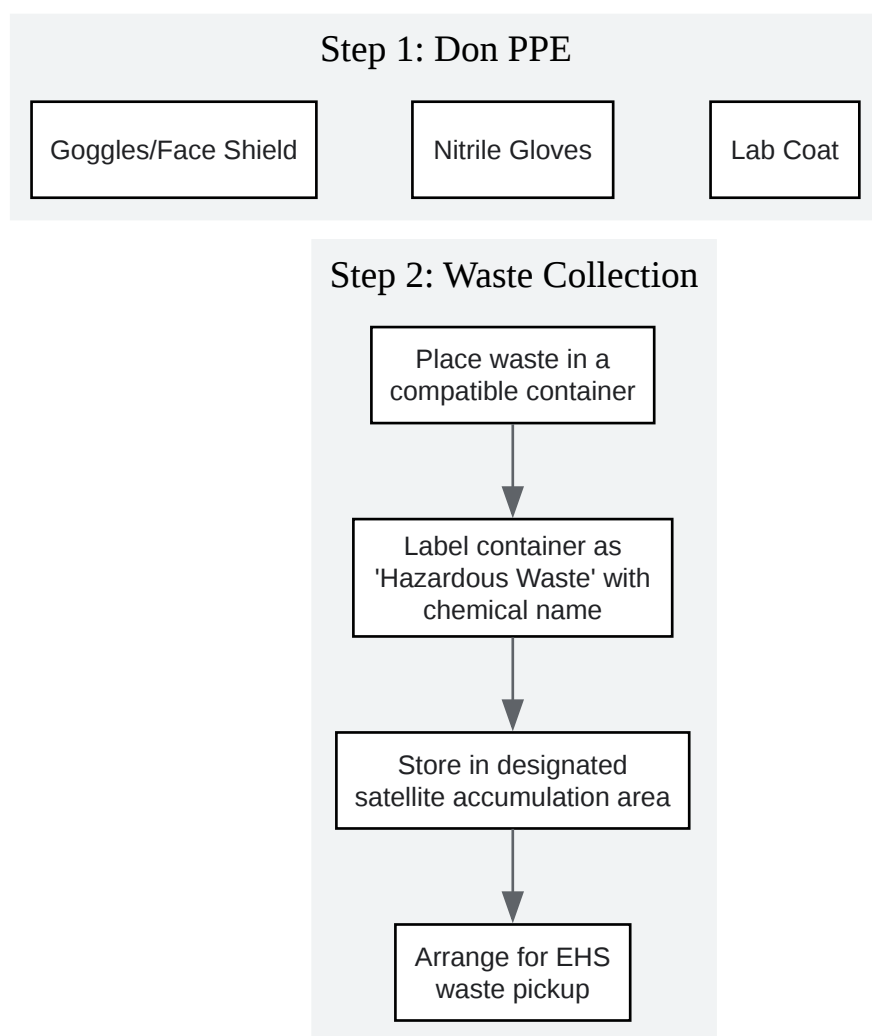 Step 1: Don PPE
Goggles/Face Shield
Nitrile Gloves
Lab Coat
Step 2: Waste Collection
Place waste in a
compatible container
Label container as
'Hazardous Waste' with
chemical name
Store in designated
satellite accumulation area
Arrange for EHS
waste pickup